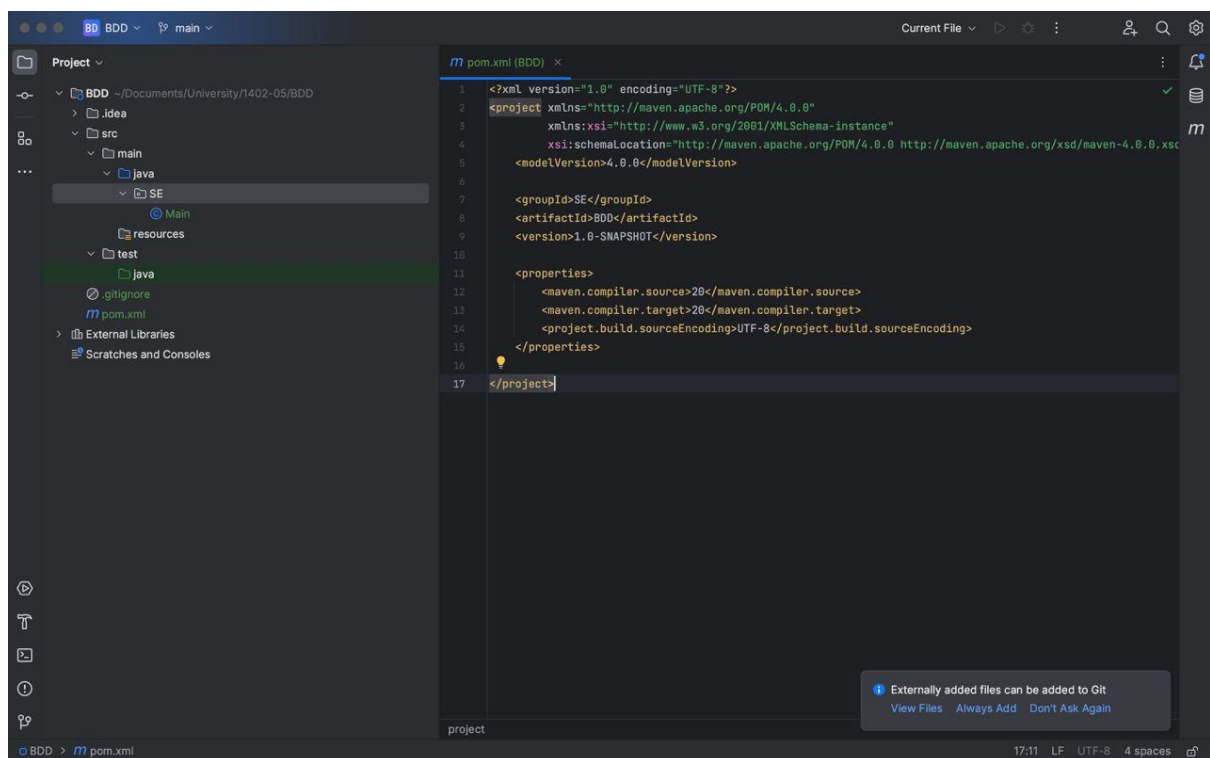 BD BDD main
Current File
Project
BDD ~/Documents/University/1402-05/BDD
.idea
src
main
java
SE
Main
resources
test
java
.gitignore
pom.xml
External Libraries
Scratches and Consoles
pom.xml (BDD)
1 <?xml version="1.0" encoding="UTF-8"?>
2 <project xmlns="http://maven.apache.org/POM/4.0.0"
3 xmlns:xsi="http://www.w3.org/2001/XMLSchema-instance"
4 xsi:schemaLocation="http://maven.apache.org/POM/4.0.0 http://maven.apache.org/xsd/maven-4.0.0.xsd
5 <modelVersion>4.0.0</modelVersion>
6
7 <groupId>SE</groupId>
8 <artifactId>BDD</artifactId>
9 <version>1.0-SNAPSHOT</version>
10
11 <properties>
12 <maven.compiler.source>20</maven.compiler.source>
13 <maven.compiler.target>20</maven.compiler.target>
14 <project.build.sourceEncoding>UTF-8</project.build.sourceEncoding>
15 </properties>
16
17 </project>
Externally added files can be added to Git
View Files Always Add Don't Ask Again
project
BDD > m pom.xml
17:11 LF UTF-8 4 spaces